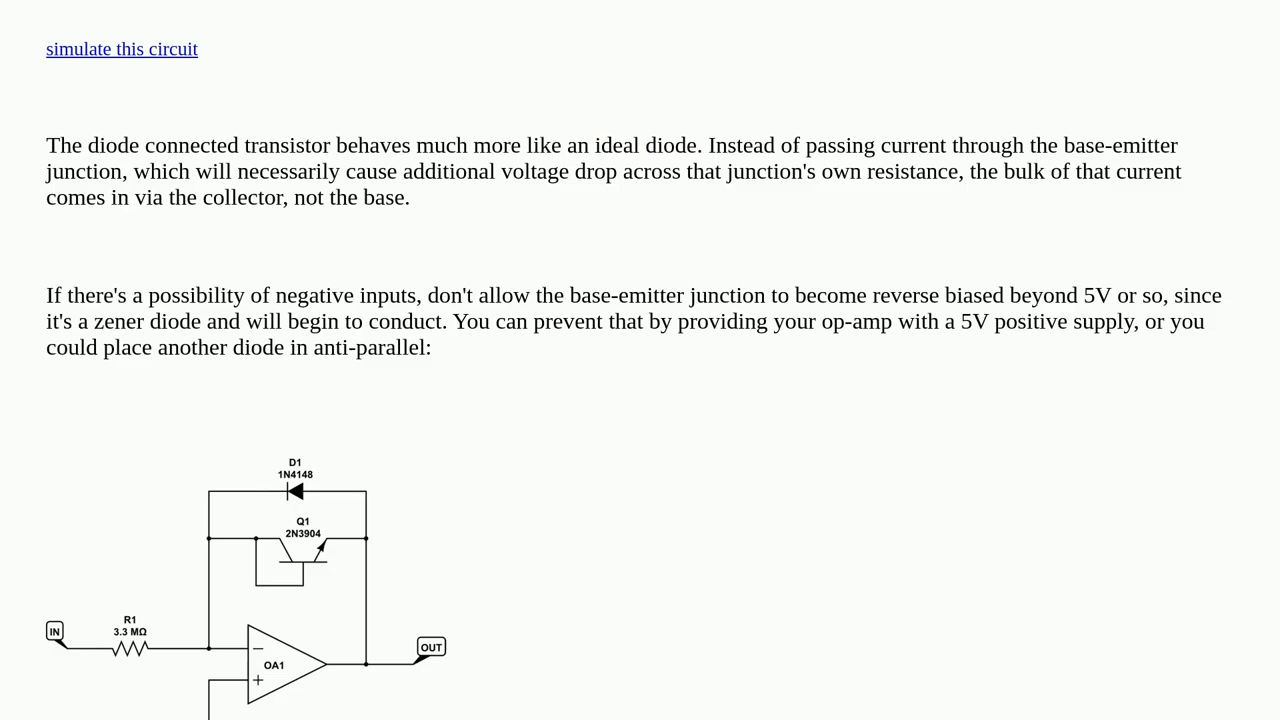 simulate this circuit
The diode connected transistor behaves much more like an ideal diode. Instead of passing current through the base-emitter
junction, which will necessarily cause additional voltage drop across that junction's own resistance, the bulk of that current
comes in via the collector, not the base.
If there's a possibility of negative inputs, don't allow the base-emitter junction to become reverse biased beyond 5V or so, since
it's a zener diode and will begin to conduct. You can prevent that by providing your op-amp with a 5V positive supply, or you
could place another diode in anti-parallel:
D1
1N4148
Q1
2N3904
R1
3.3 MΩ
IN
OUT
OA1